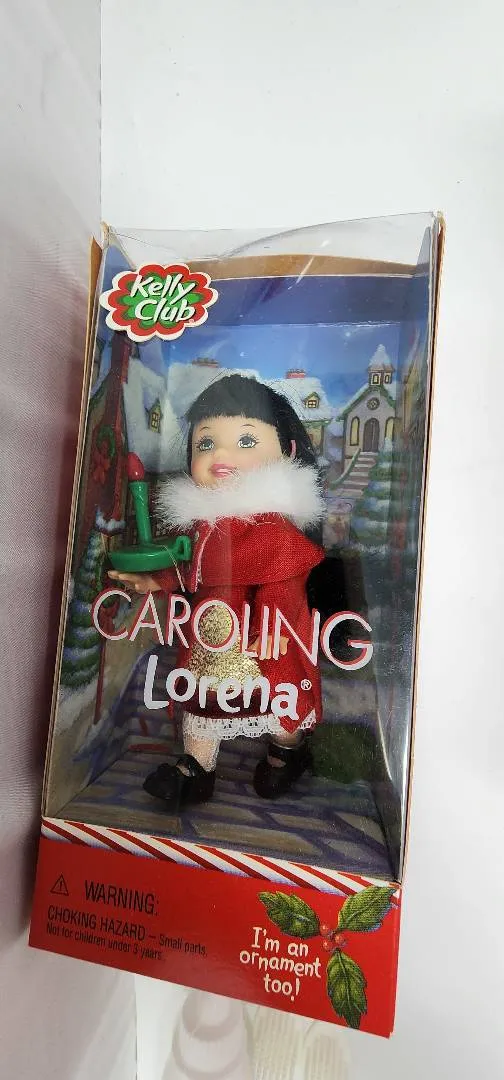 Kelly
Club
CAROLING
Lorena®
⚠ WARNING:
CHOKING HAZARD – Small parts.
Not for children under 3 years.
I'm an
ornament
too!